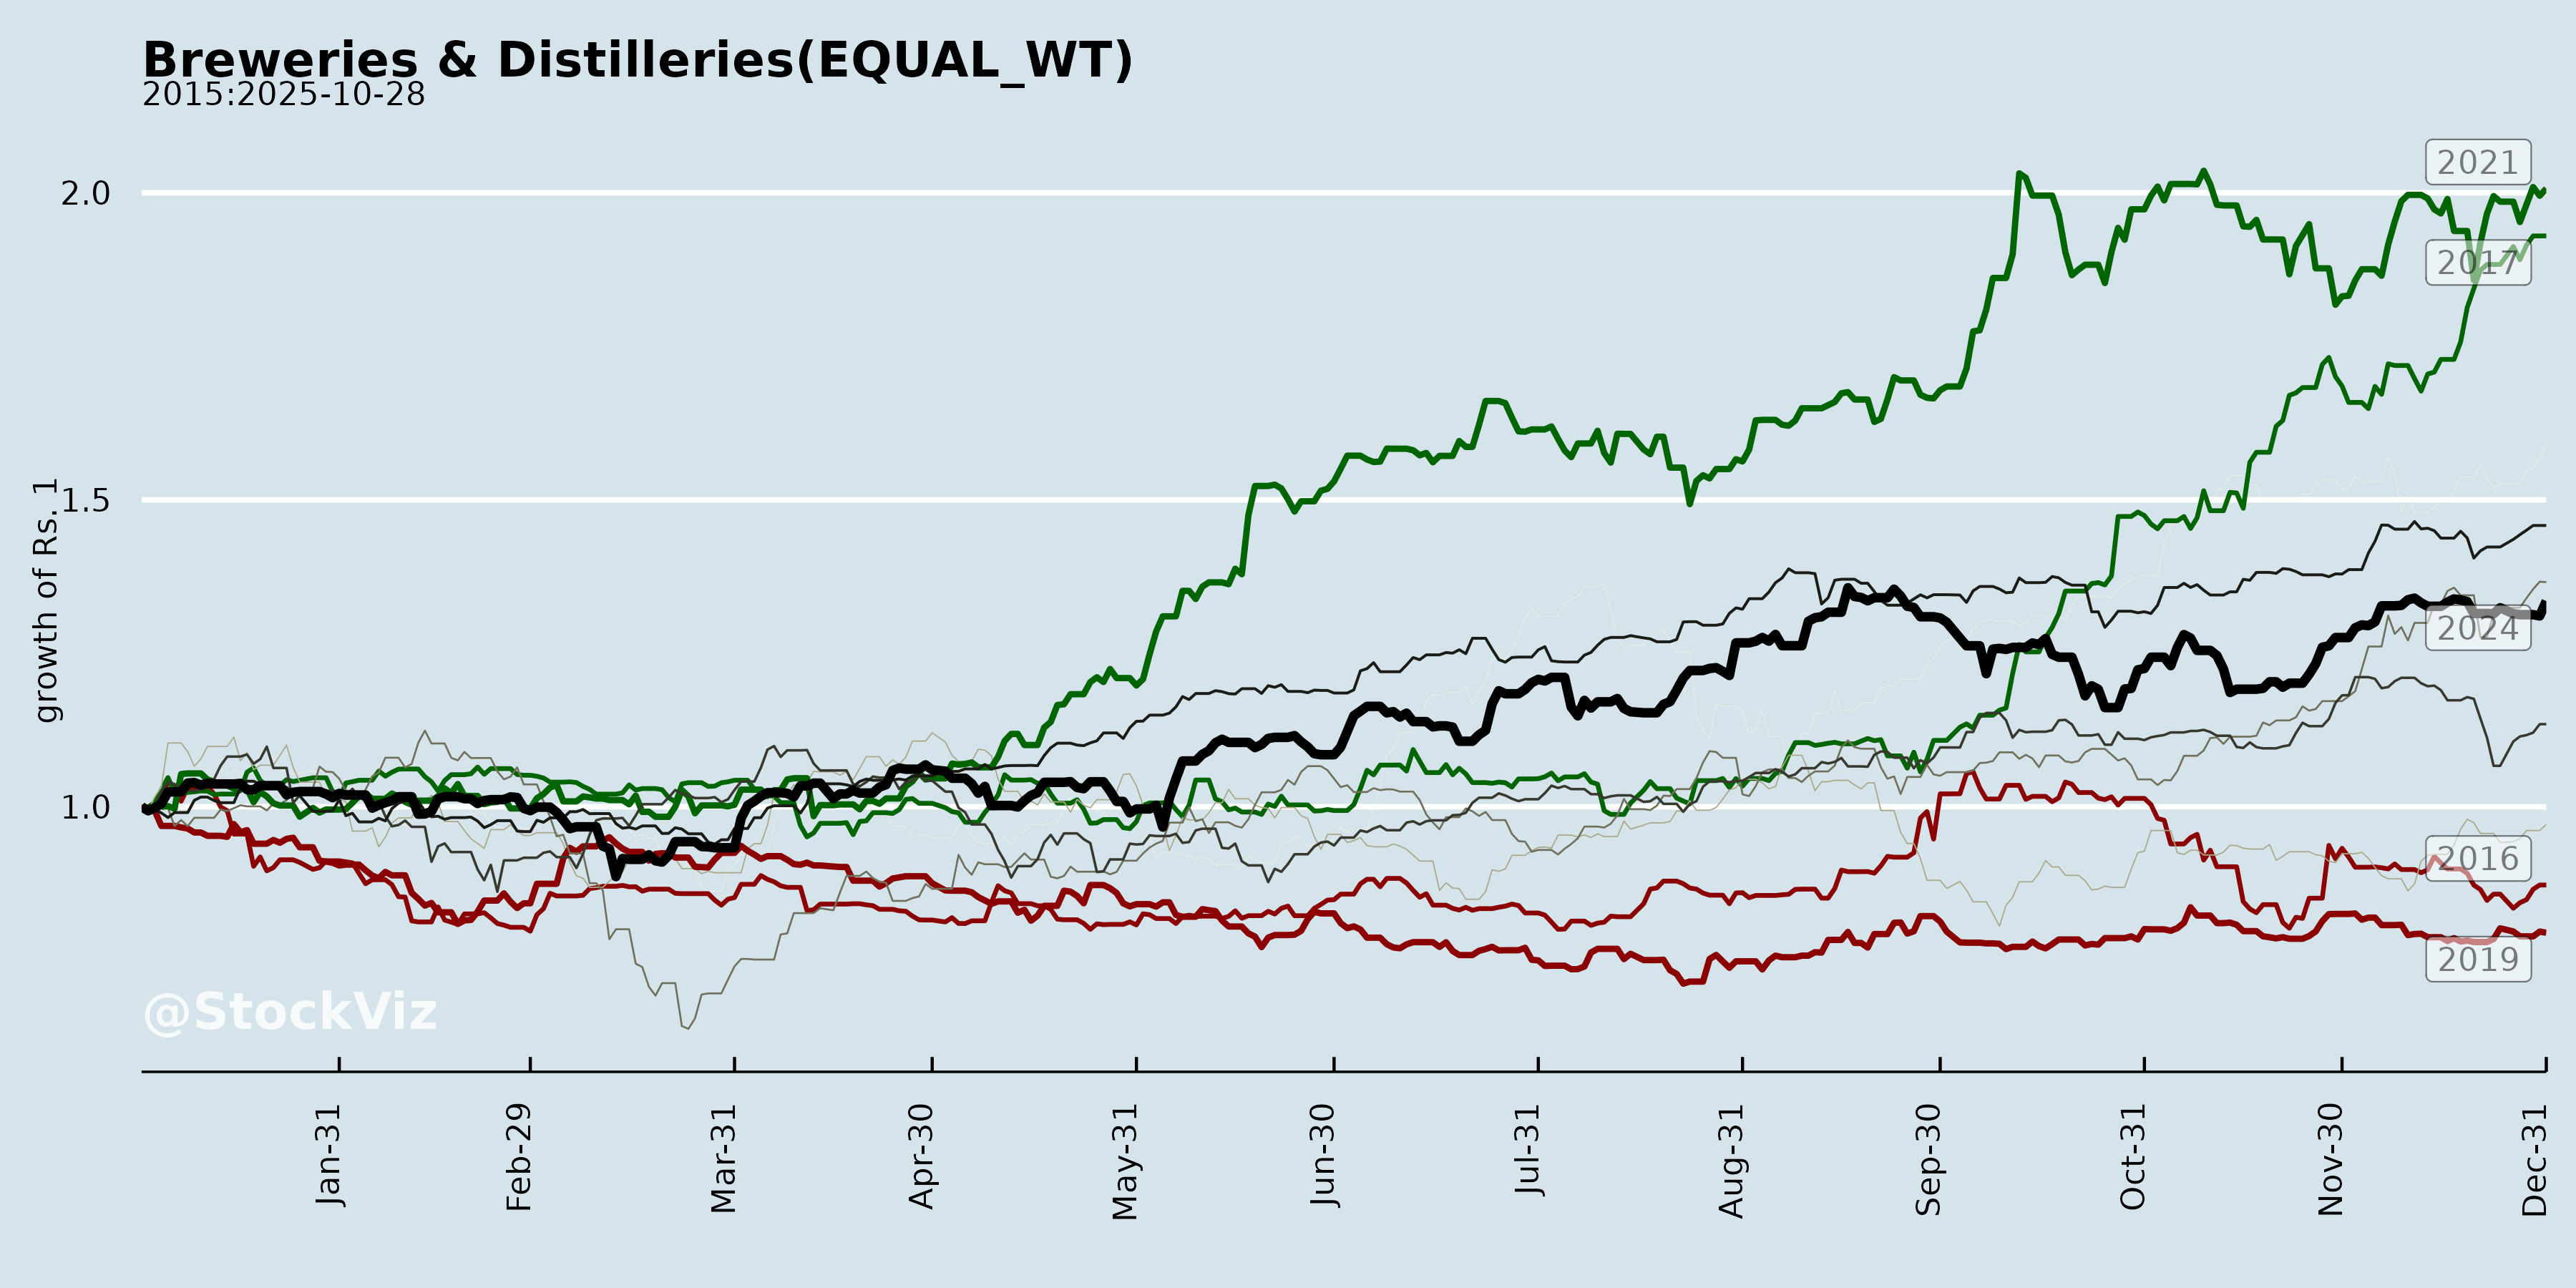 Breweries & Distilleries(EQUAL_WT)
2015:2025-10-28
growth of Rs. 1
2.0
1.5
1.0
2021
2017
2024
2016
2019
@StockViz
Jan-31
Feb-29
Mar-31
Apr-30
May-31
Jun-30
Jul-31
Aug-31
Sep-30
Oct-31
Nov-30
Dec-31